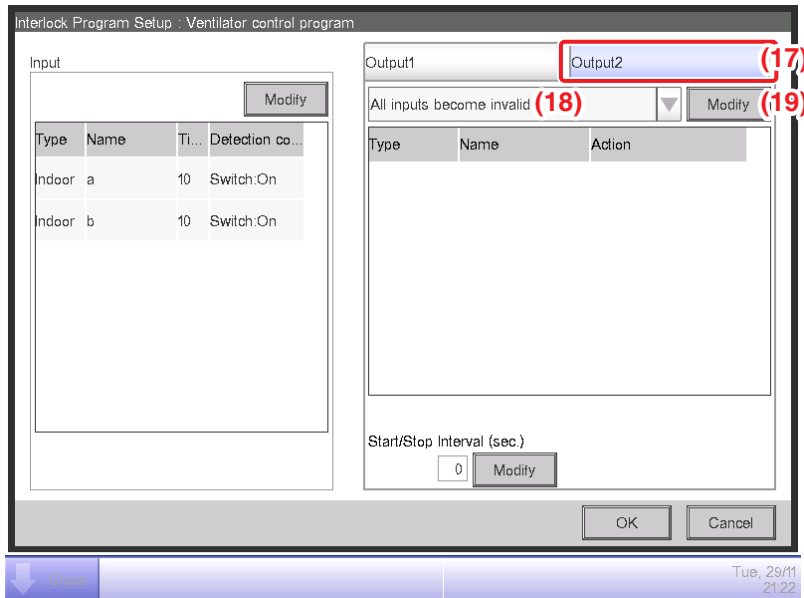 Interlock Program Setup : Ventilator control program
Input
Modify
Type Name Ti... Detection co...
Indoor a 10 Switch:On
Indoor b 10 Switch:On
Output1 Output2 (17)
All inputs become invalid (18) Modify (19)
Type Name Action
Start/Stop Interval (sec.)
0 Modify
OK Cancel
Close
Tue, 29/11
21:22